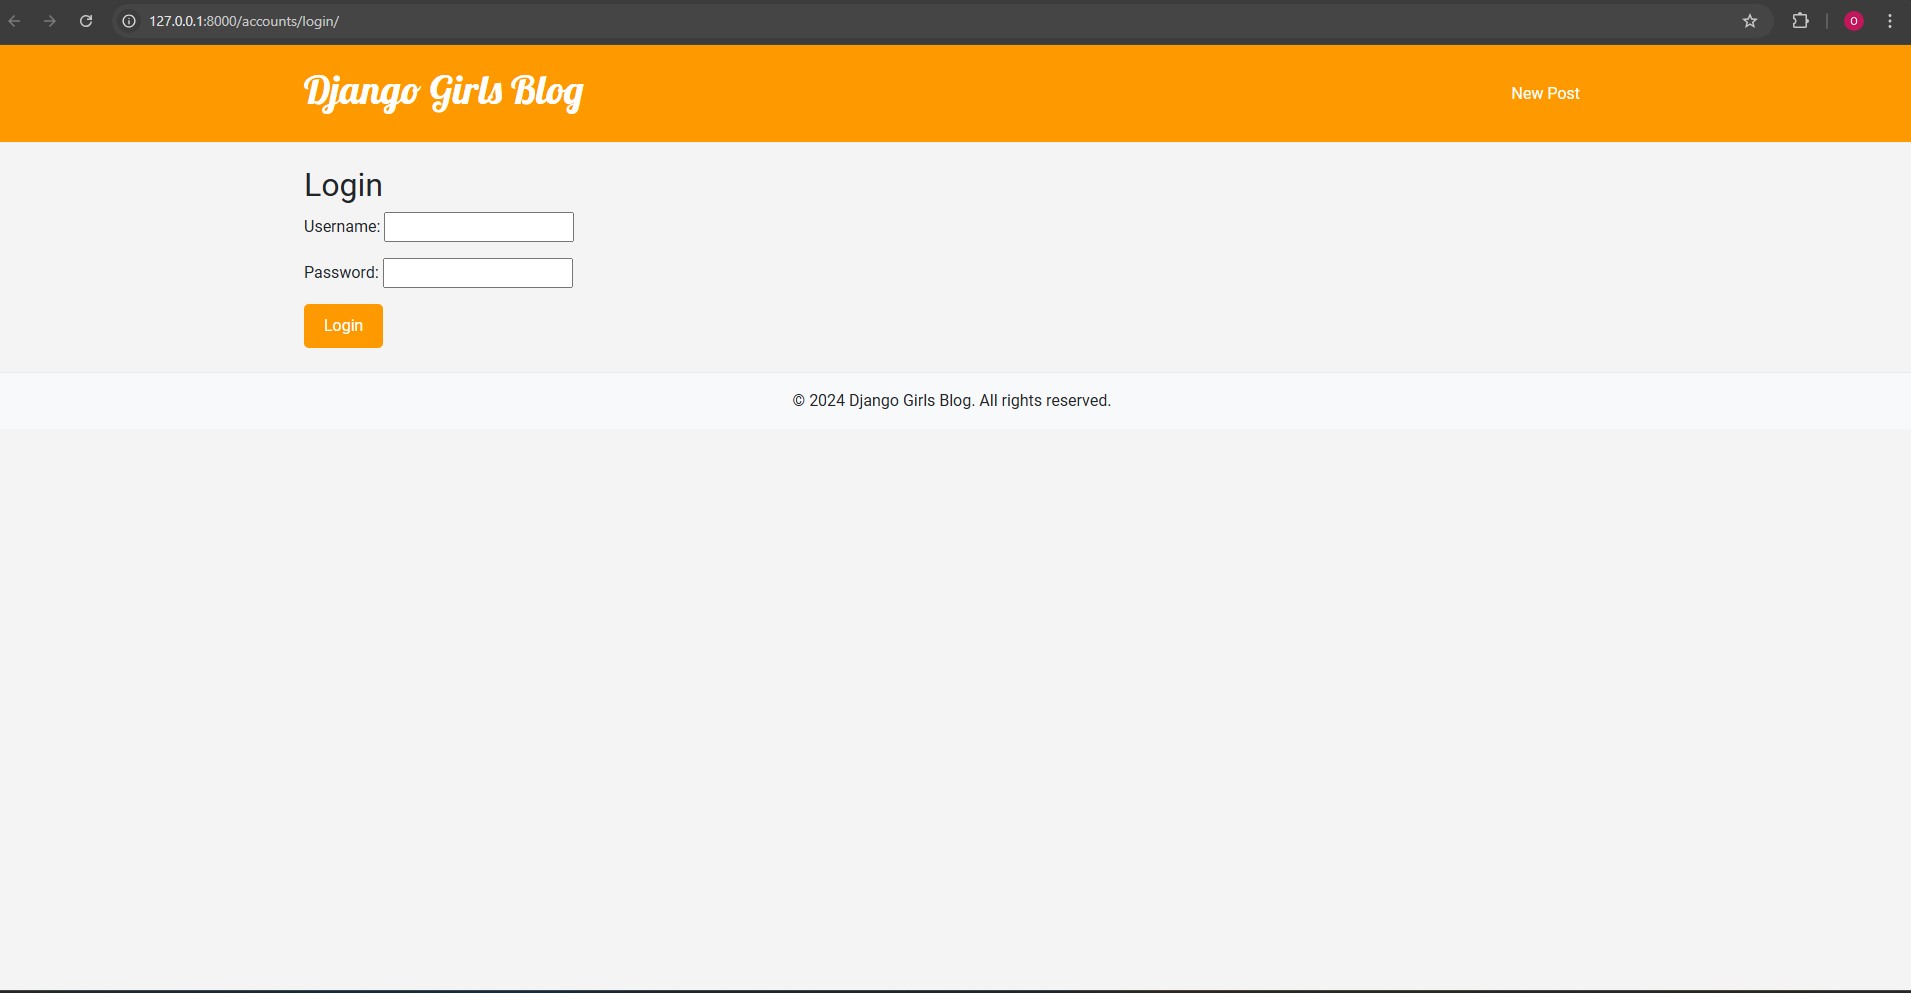 127.0.0.1:8000/accounts/login/
O
Django Girls Blog
New Post
Login
Username:
Password:
Login
© 2024 Django Girls Blog. All rights reserved.